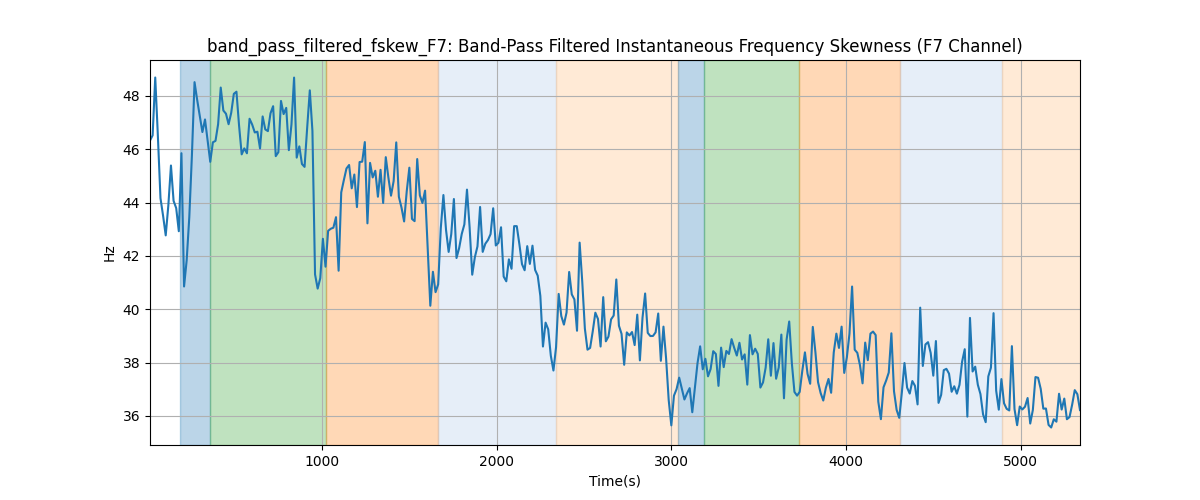 band_pass_filtered_fskew_F7: Band-Pass Filtered Instantaneous Frequency Skewness (F7 Channel)
48
46
44
42
40
38
36
Hz
1000 2000 3000 4000 5000
Time(s)